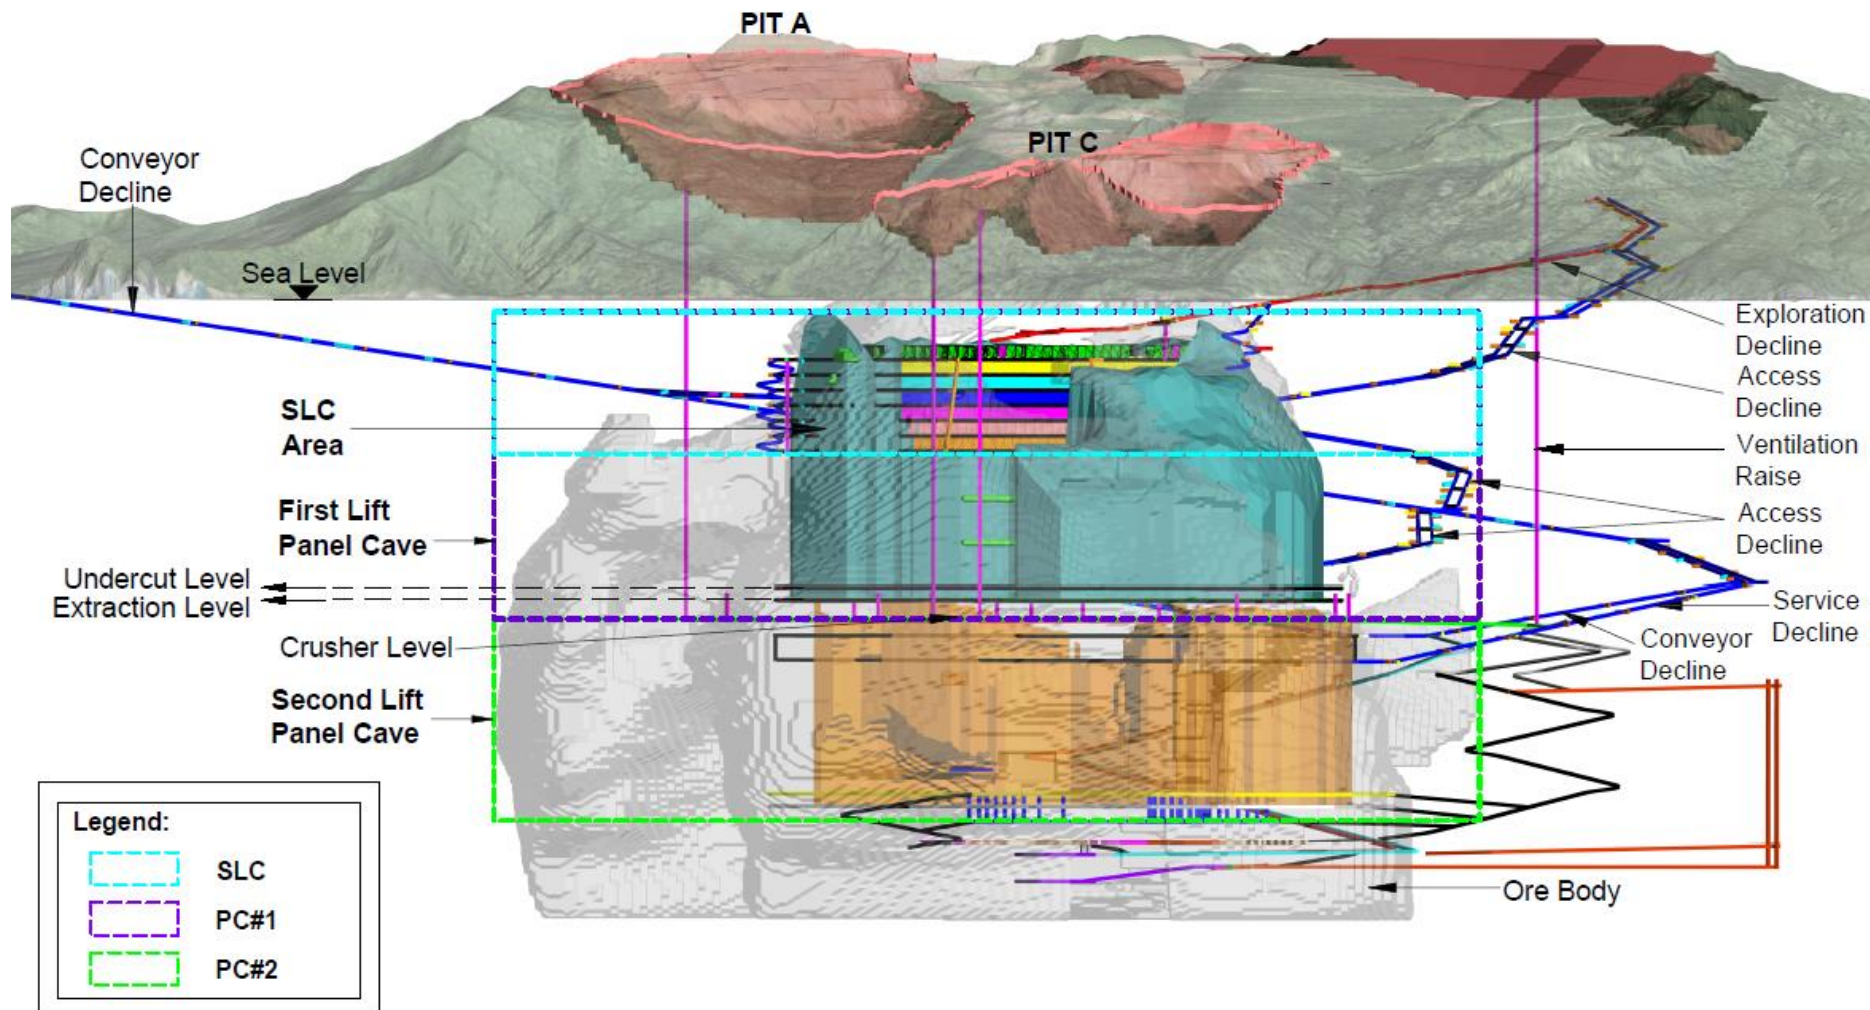 PIT A
PIT C
Conveyor
Decline
Sea Level
SLC
Area
First Lift
Panel Cave
Undercut Level
Extraction Level
Crusher Level
Second Lift
Panel Cave
Exploration
Decline
Access
Decline
Ventilation
Raise
Access
Decline
Service
Decline
Conveyor
Decline
Ore Body
Legend:
SLC
PC#1
PC#2